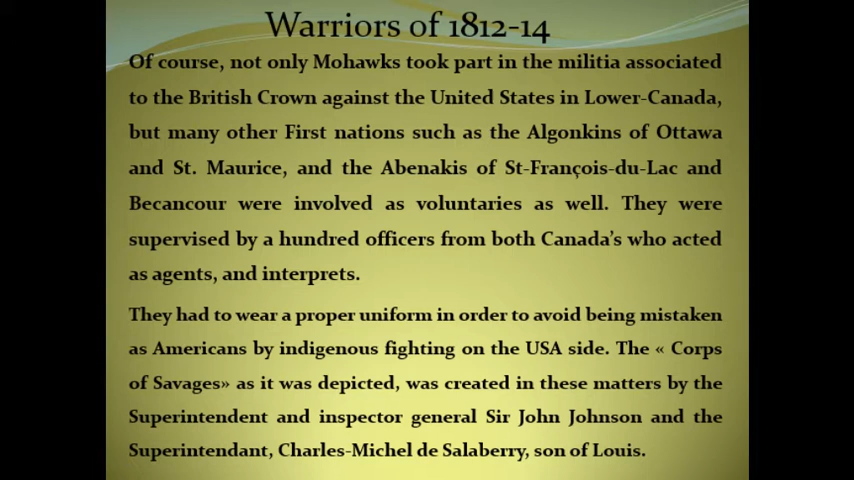 Warriors of 1812-14
Of course, not only Mohawks took part in the militia associated
to the British Crown against the United States in Lower-Canada,
but many other First nations such as the Algonkins of Ottawa
and St. Maurice, and the Abenakis of St-François-du-Lac and
Becancour were involved as voluntaries as well. They were
supervised by a hundred officers from both Canada's who acted
as agents, and interprets.
They had to wear a proper uniform in order to avoid being mistaken
as Americans by indigenous fighting on the USA side. The « Corps
of Savages» as it was depicted, was created in these matters by the
Superintendent and inspector general Sir John Johnson and the
Superintendant, Charles-Michel de Salaberry, son of Louis.